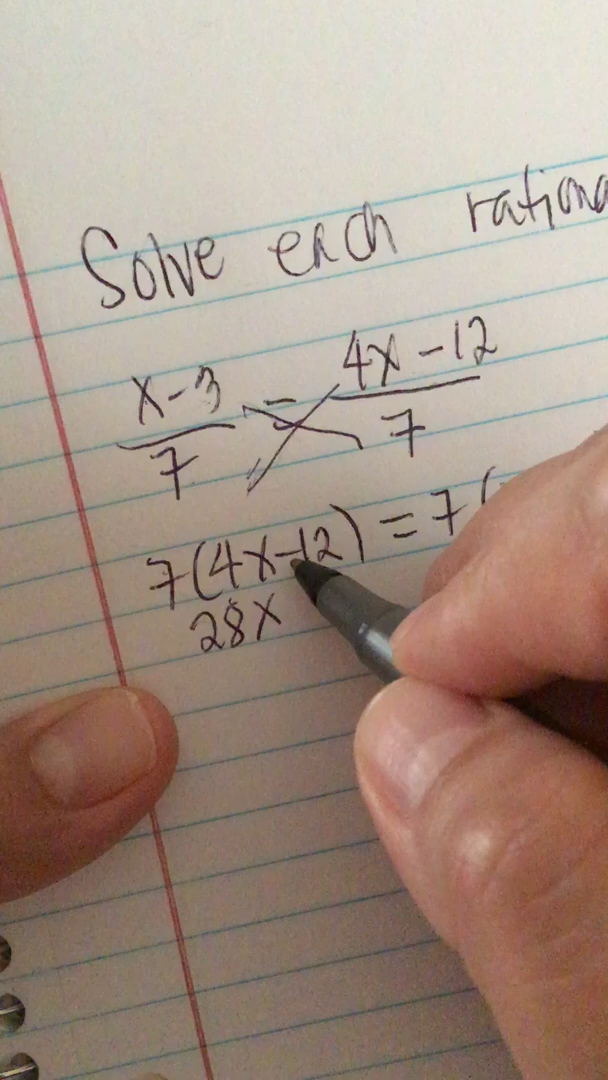 Solve each
x-3/7 = 4x-12/7
7(4x-12) = 7(
28x